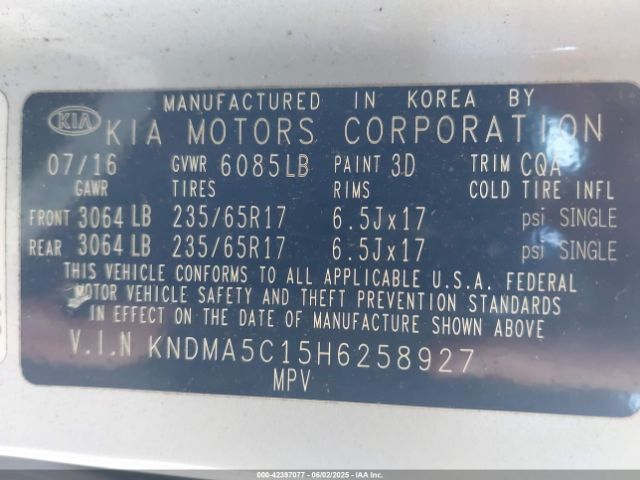 MANUFACTURED IN KOREA BY
KIA KIA MOTORS CORPORATION
07/16 GVWR 6085LB PAINT 3D TRIM CQA
GAWR TIRES RIMS COLD TIRE INFL
FRONT 3064 LB 235/65R17 6.5Jx17 psi SINGLE
REAR 3064 LB 235/65R17 6.5Jx17 psi SINGLE
THIS VEHICLE CONFORMS TO ALL APPLICABLE U.S.A. FEDERAL
MOTOR VEHICLE SAFETY AND THEFT PREVENTION STANDARDS
IN EFFECT ON THE DATE OF MANUFACTURE SHOWN ABOVE
V.I.N KNDMA5C15H6258927
MPV
000-42397077 - 06/02/2025 - IAAI, Inc.